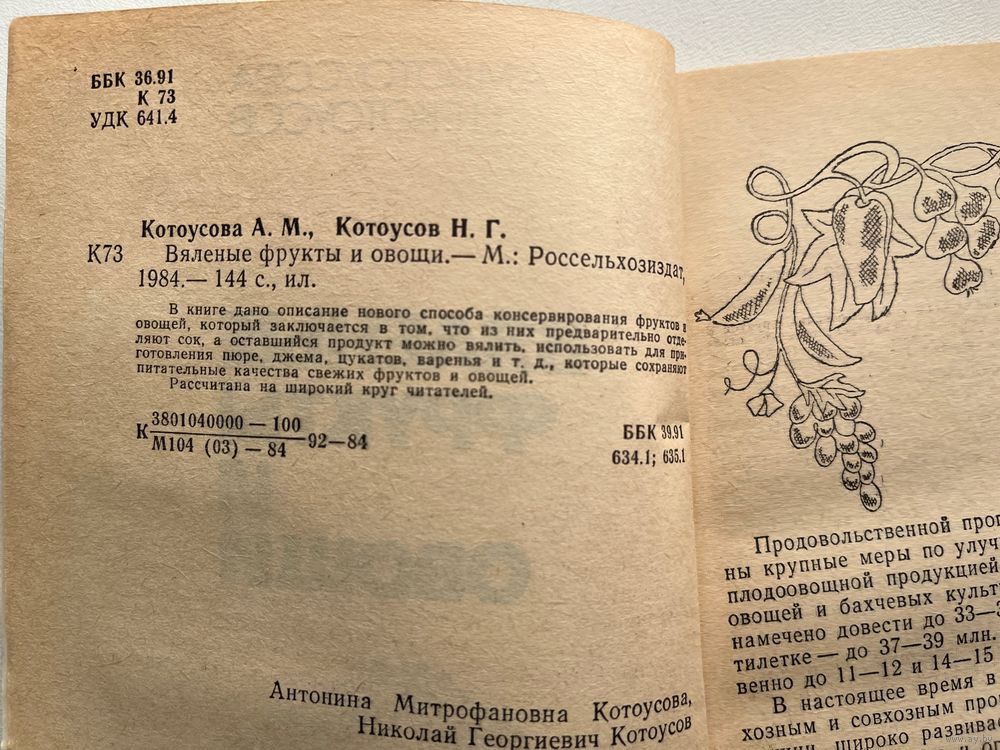 ББК 36.91
К 73
УДК 641.4
Котоусова А. М., Котоусов Н. Г.
К73 Вяленые фрукты и овощи.— М.: Россельхозиздат,
1984.— 144 с., ил.
В книге дано описание нового способа консервирования фруктов и
овощей, который заключается в том, что из них предварительно отде-
ляют сок, а оставшийся продукт можно вялить, использовать для при-
готовления пюре, джема, цукатов, варенья и т. д., которые сохраняют
питательные качества свежих фруктов и овощей.
Рассчитана на широкий круг читателей.
К 3801040000 — 100
М104 (03) — 84 92—84
ББК 39.91
634.1; 635.1
Антонина Митрофановна Котоусова,
Николай Георгиевич Котоусов
Продовольственной прог
ны крупные меры по улуч
плодоовощной продукцией
овощей и бахчевых культ
намечено довести до 33—3
тилетке — до 37—39 млн.
венно до 11—12 и 14—15
В настоящее время в
хозным и совхозным про
широко развивае
www.ay.by